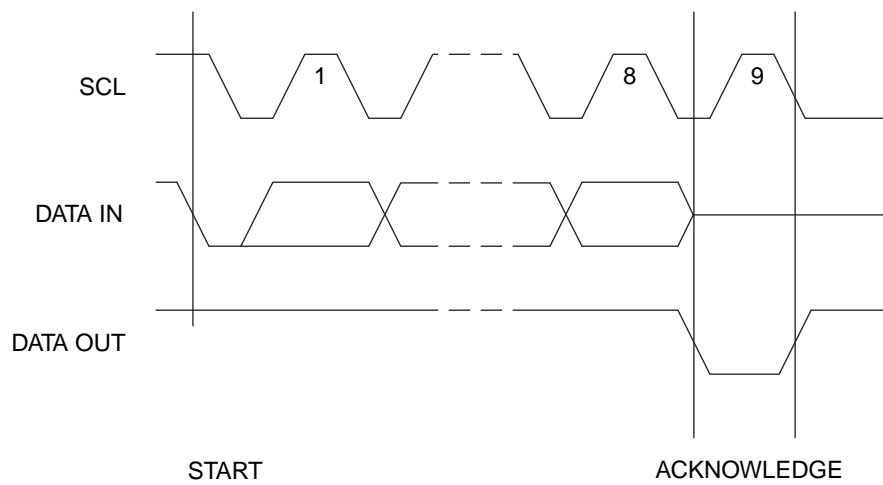 SCL
1
8
9
DATA IN
DATA OUT
START
ACKNOWLEDGE